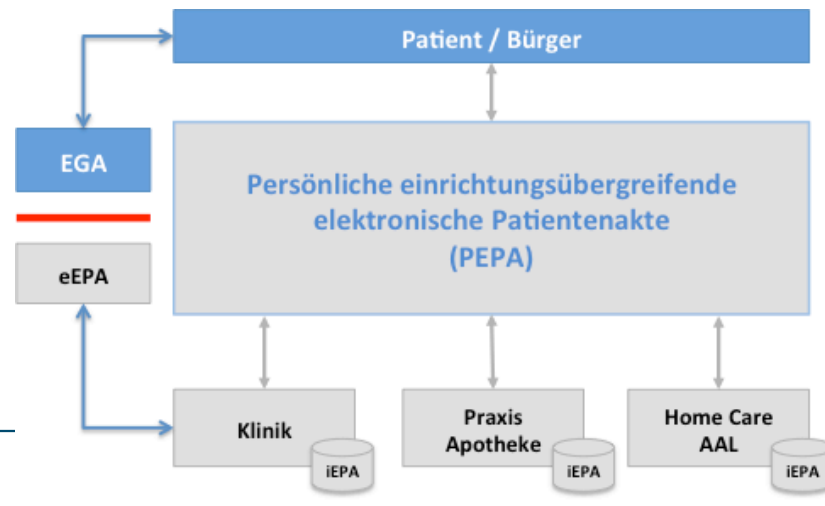 Patient / Bürger
EGA
Persönliche einrichtungsübergreifende
elektronische Patientenakte
(PEPA)
eEPA
Klinik
iEPA
Praxis
Apotheke
iEPA
Home Care
AAL
iEPA